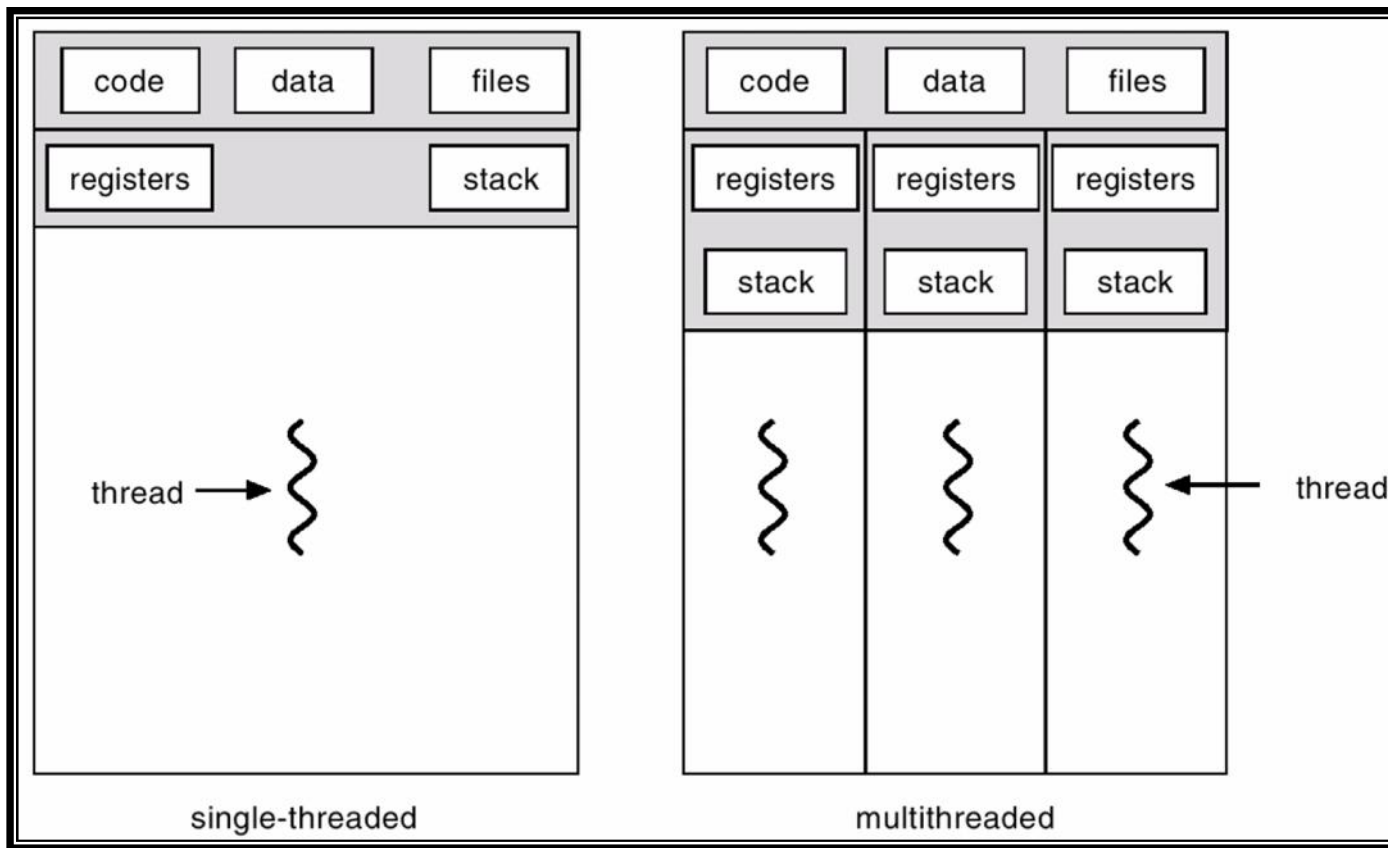 code data files
registers stack
thread
single-threaded
code data files
registers registers registers
stack stack stack
thread
multithreaded